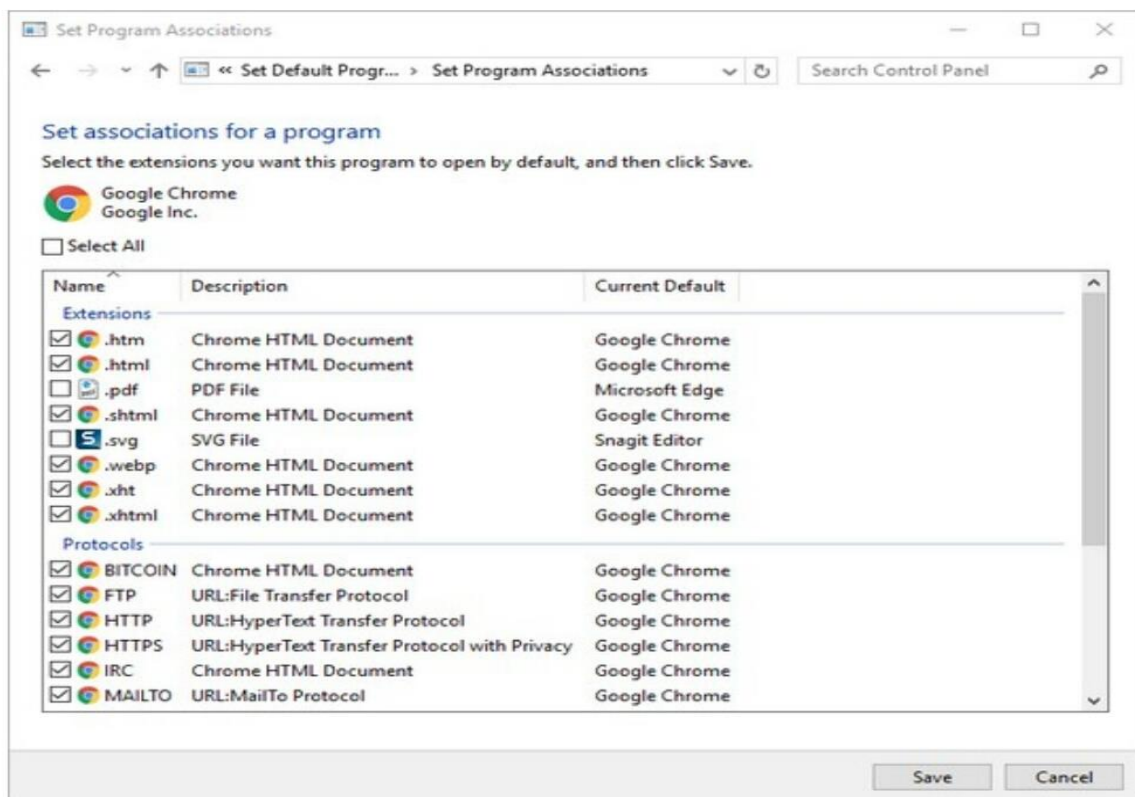 Set Program Associations
« Set Default Progr... › Set Program Associations Search Control Panel
Set associations for a program
Select the extensions you want this program to open by default, and then click Save.
Google Chrome
Google Inc.
Select All
Name Description Current Default
Extensions
.htm Chrome HTML Document Google Chrome
.html Chrome HTML Document Google Chrome
.pdf PDF File Microsoft Edge
.shtml Chrome HTML Document Google Chrome
.svg SVG File Snagit Editor
.webp Chrome HTML Document Google Chrome
.xht Chrome HTML Document Google Chrome
.xhtml Chrome HTML Document Google Chrome
Protocols
BITCOIN Chrome HTML Document Google Chrome
FTP URL:File Transfer Protocol Google Chrome
HTTP URL:HyperText Transfer Protocol Google Chrome
HTTPS URL:HyperText Transfer Protocol with Privacy Google Chrome
IRC Chrome HTML Document Google Chrome
MAILTO URL:MailTo Protocol Google Chrome
Save Cancel